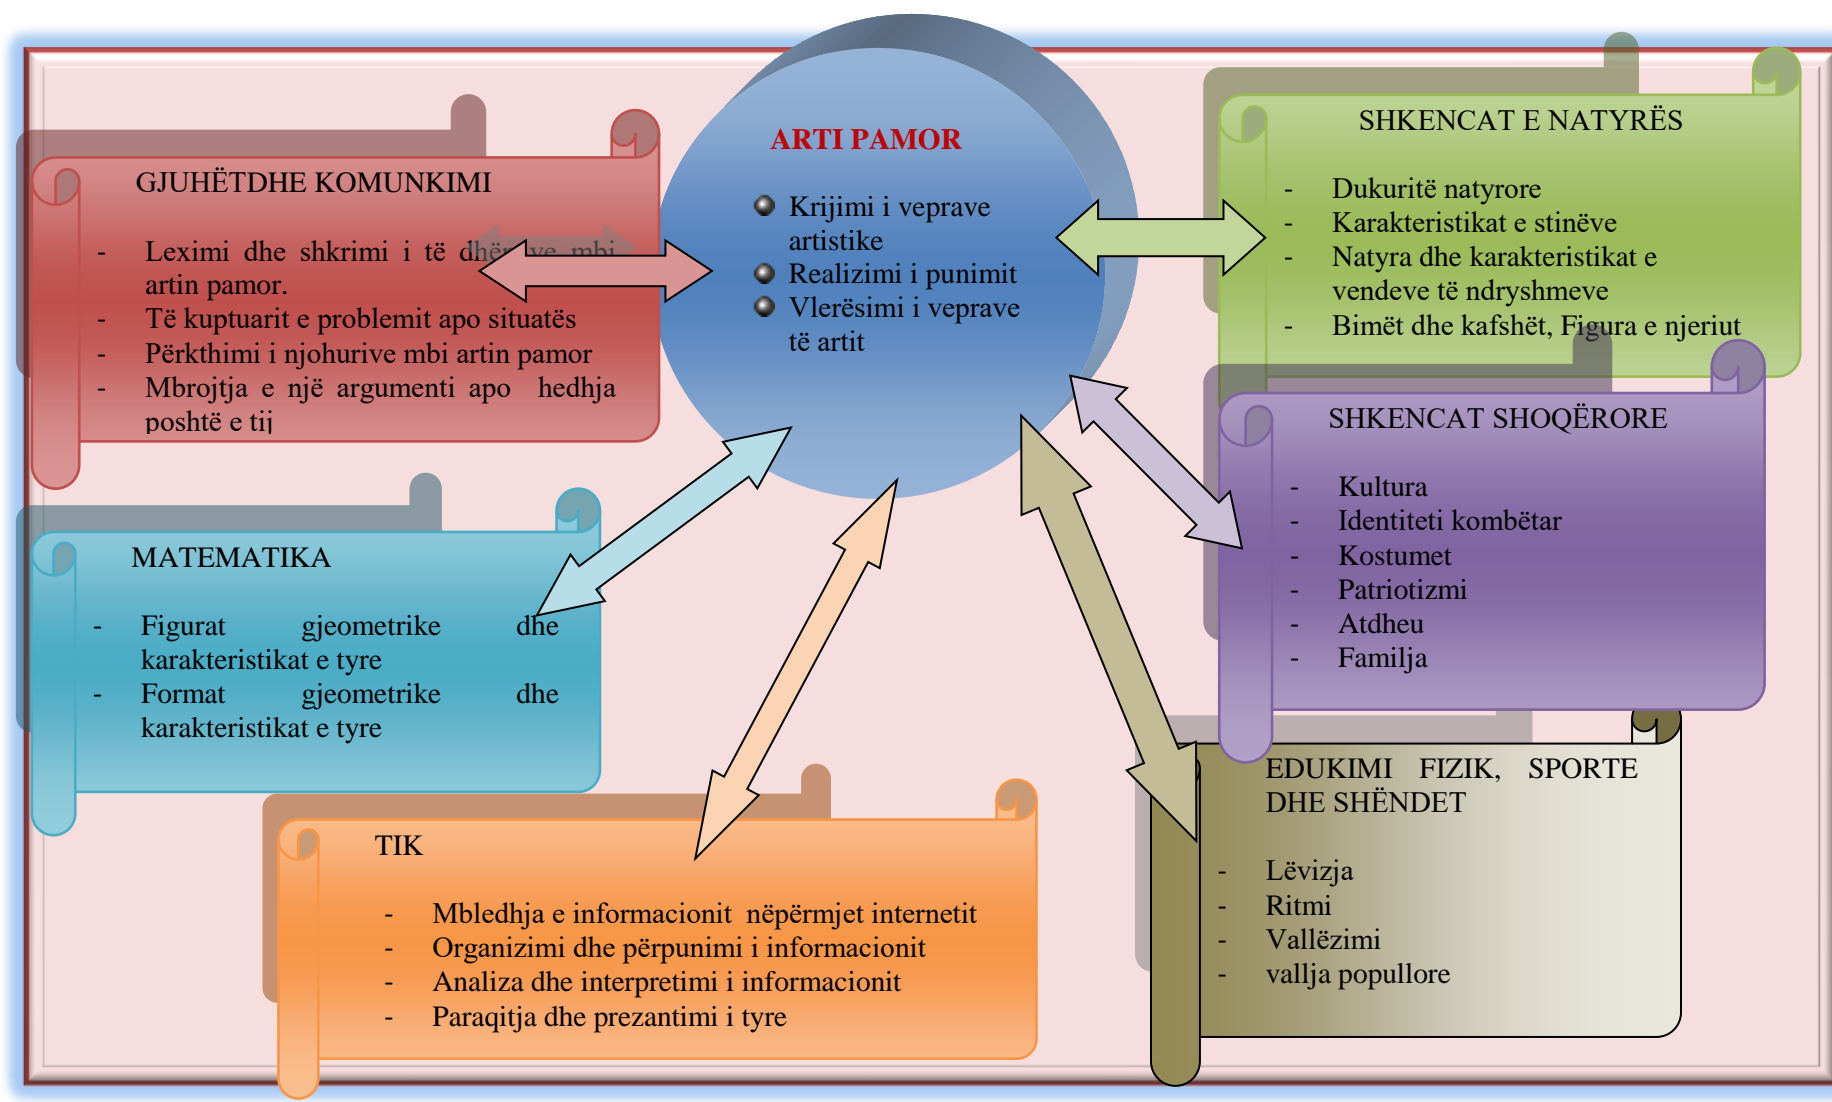 ARTI PAMOR
Krijimi i veprave
artistike
Realizimi i punimit
Vlerësimi i veprave
të artit
GJUHËTDHE KOMUNKIMI
- Leximi dhe shkrimi i të dhënave mbi
artin pamor.
- Të kuptuarit e problemit apo situatës
- Përkthimi i njohurive mbi artin pamor
- Mbrojtja e një argumenti apo hedhja
poshtë e tij
SHKENCAT E NATYRËS
- Dukuritë natyrore
- Karakteristikat e stinëve
- Natyra dhe karakteristikat e
vendeve të ndryshmeve
- Bimët dhe kafshët, Figura e njeriut
MATEMATIKA
- Figurat gjeometrike dhe
karakteristikat e tyre
- Format gjeometrike dhe
karakteristikat e tyre
SHKENCAT SHOQËRORE
- Kultura
- Identiteti kombëtar
- Kostumet
- Patriotizmi
- Atdheu
- Familja
TIK
- Mbledhja e informacionit nëpërmjet internetit
- Organizimi dhe përpunimi i informacionit
- Analiza dhe interpretimi i informacionit
- Paraqitja dhe prezantimi i tyre
EDUKIMI FIZIK, SPORTE
DHE SHËNDET
- Lëvizja
- Ritmi
- Vallëzimi
- vallja popullore